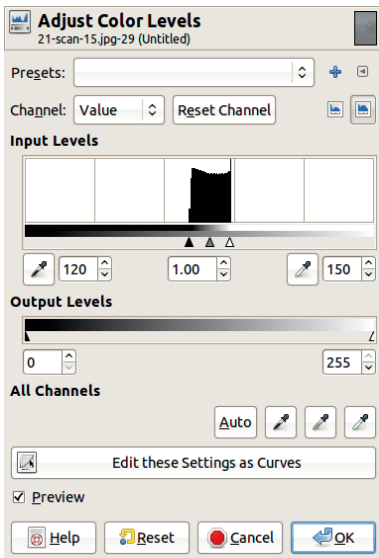 Adjust Color Levels
21-scan-15.jpg-29 (Untitled)
Presets:
Channel: Value Reset Channel
Input Levels
120 1.00 150
Output Levels
0 255
All Channels
Auto
Edit these Settings as Curves
Preview
Help Reset Cancel OK